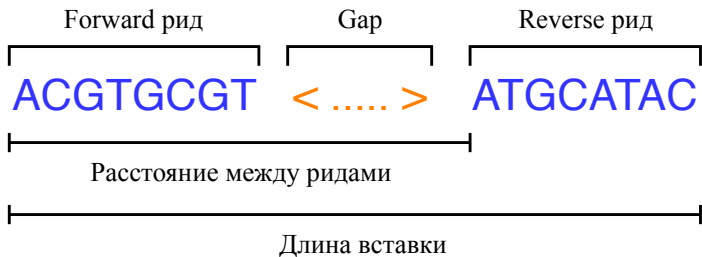 Forward рид Gap Reverse рид
ACGTGCGT < ..... > ATGCATAC
Расстояние между ридами
Длина вставки